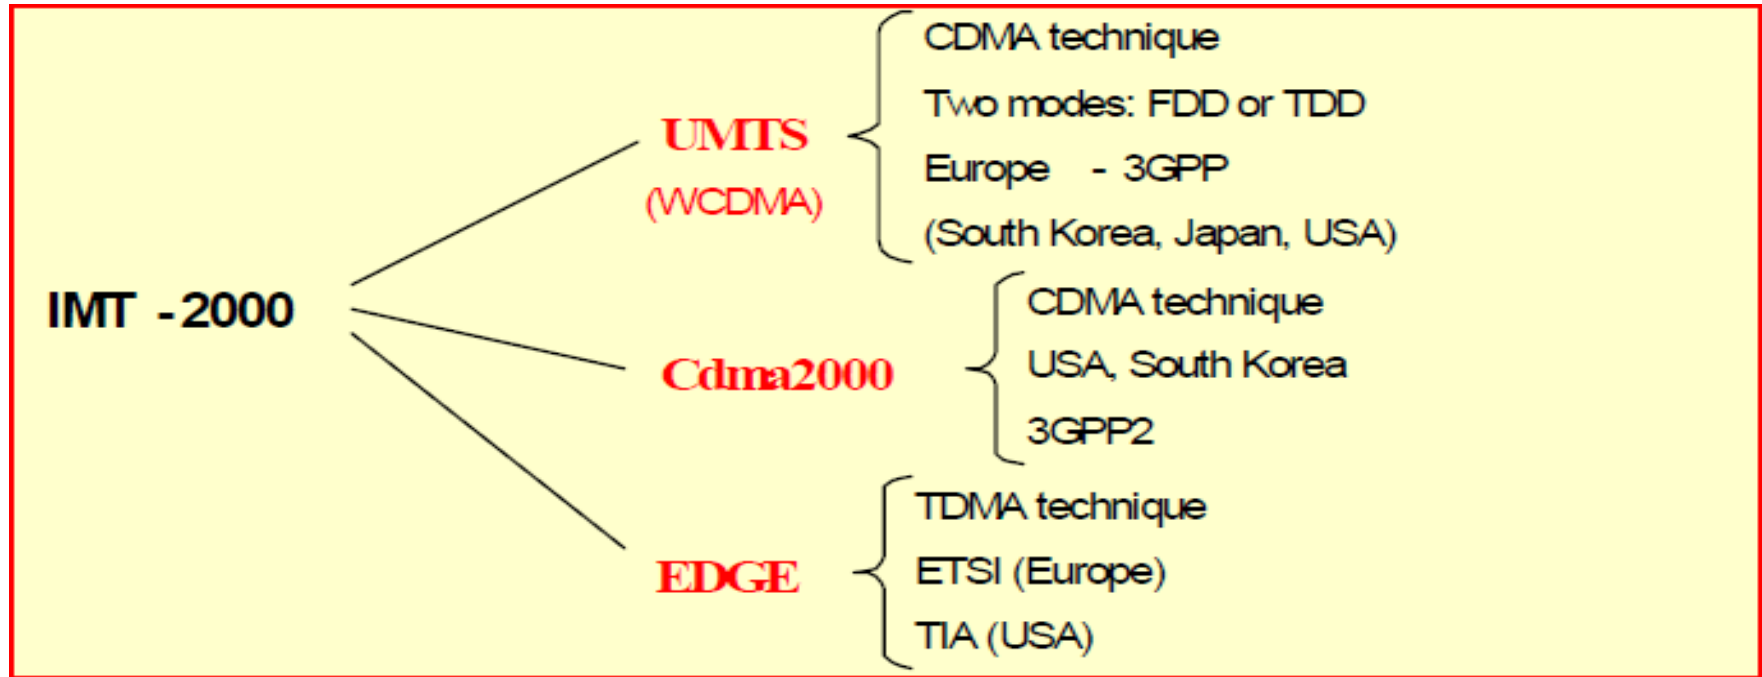 IMT - 2000
UMTS
(WCDMA)
CDMA technique
Two modes: FDD or TDD
Europe - 3GPP
(South Korea, Japan, USA)
Cdma2000
CDMA technique
USA, South Korea
3GPP2
EDGE
TDMA technique
ETSI (Europe)
TIA (USA)